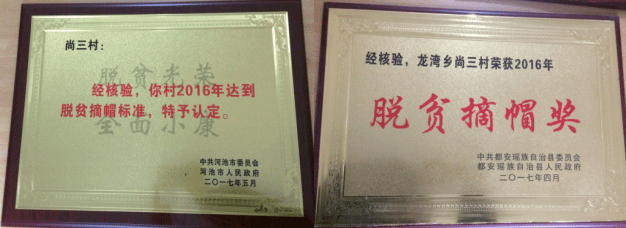 尚三村：
脱贫光荣
经核验，你村2016年达到
脱贫摘帽标准，特予认定。
全面小康
中共河池市委员会
河池市人民政府
二〇一七年五月
经核验，龙湾乡尚三村荣获2016年
脱贫摘帽奖
中共都安瑶族自治县委员会
都安瑶族自治县人民政府
二〇一七年四月